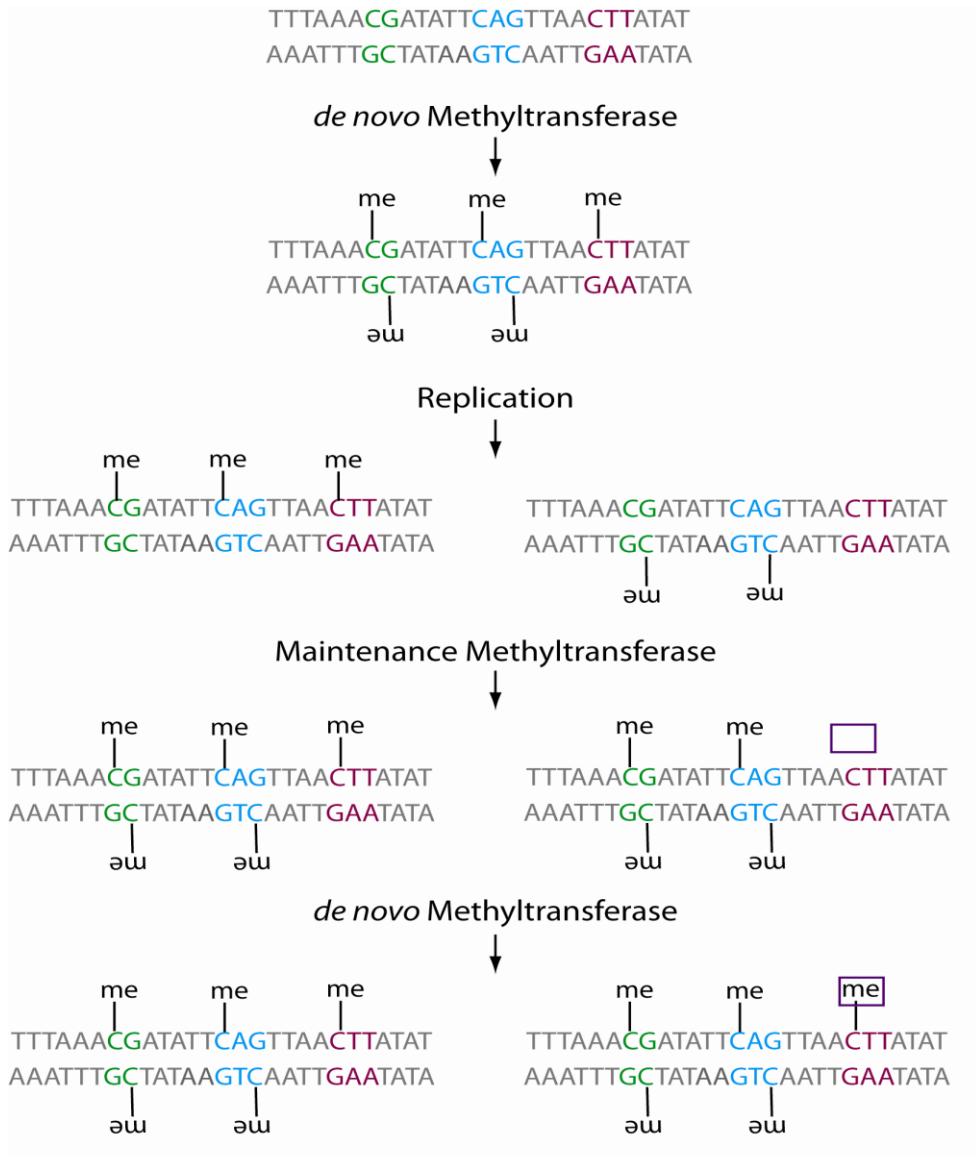 TTTAAACGATATTCAGTTAACTTATAT
AAATTTGCTATAAGTCAATTGAATATA
de novo Methyltransferase
me me me
TTTAAACGATATTCAGTTAACTTATAT
AAATTTGCTATAAGTCAATTGAATATA
me me
Replication
me me me
TTTAAACGATATTCAGTTAACTTATAT TTTAAACGATATTCAGTTAACTTATAT
AAATTTGCTATAAGTCAATTGAATATA AAATTTGCTATAAGTCAATTGAATATA
me me
Maintenance Methyltransferase
me me me me me
TTTAAACGATATTCAGTTAACTTATAT TTTAAACGATATTCAGTTAACTTATAT
AAATTTGCTATAAGTCAATTGAATATA AAATTTGCTATAAGTCAATTGAATATA
me me me me
de novo Methyltransferase
me me me me me me
TTTAAACGATATTCAGTTAACTTATAT TTTAAACGATATTCAGTTAACTTATAT
AAATTTGCTATAAGTCAATTGAATATA AAATTTGCTATAAGTCAATTGAATATA
me me me me